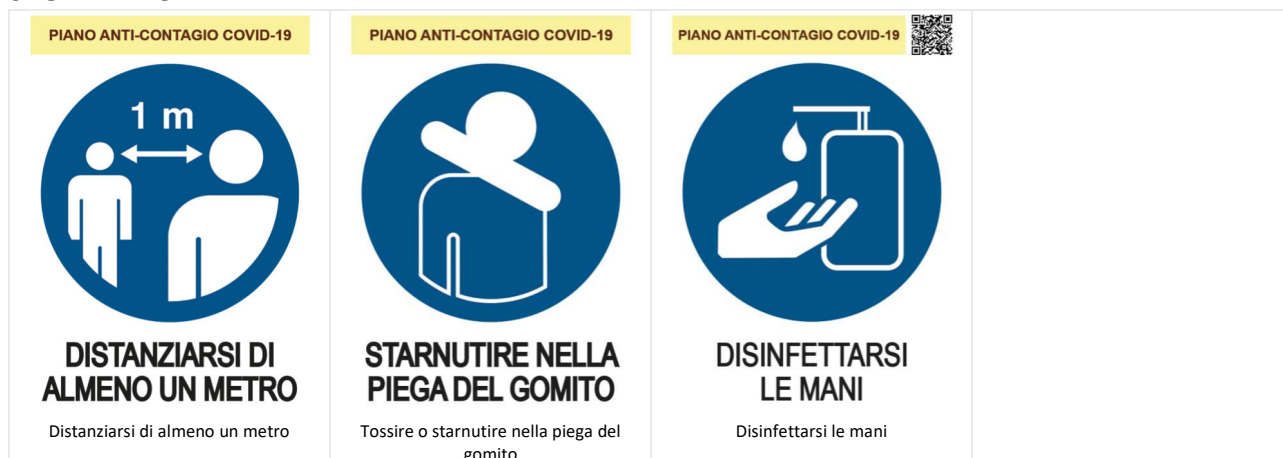 PIANO ANTI-CONTAGIO COVID-19
1 m
DISTANZIARSI DI
ALMENO UN METRO
Distanziarsi di almeno un metro
PIANO ANTI-CONTAGIO COVID-19
STARNUTIRE NELLA
PIEGA DEL GOMITO
Tossire o starnutire nella piega del
gomito
PIANO ANTI-CONTAGIO COVID-19
DISINFETTARSI
LE MANI
Disinfettarsi le mani